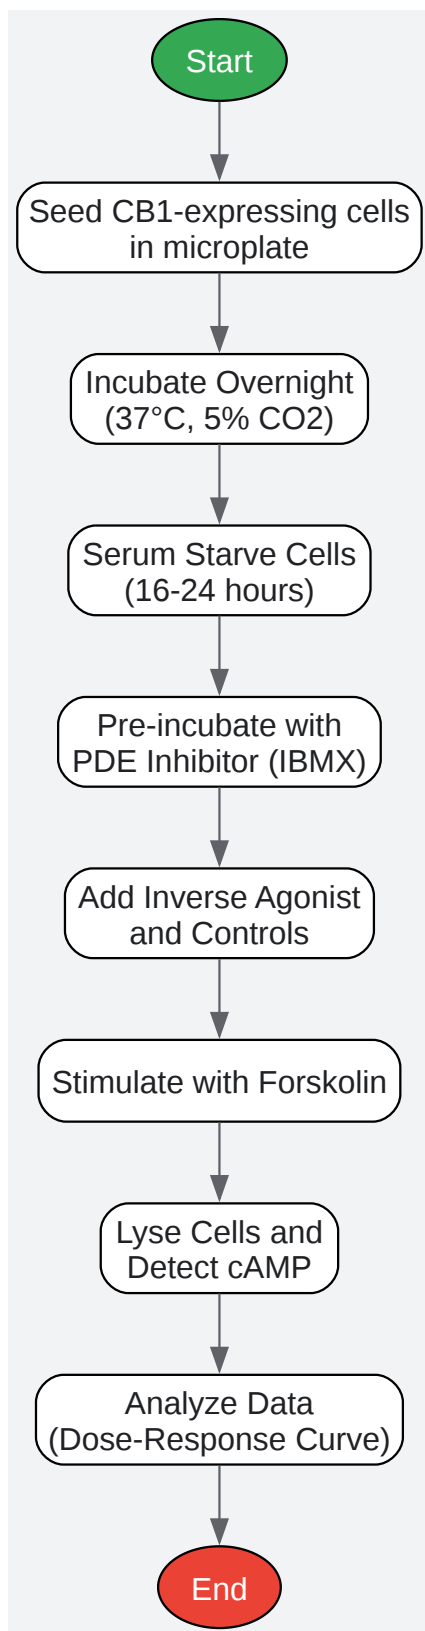 Start
Seed CB1-expressing cells
in microplate
Incubate Overnight
(37°C, 5% CO2)
Serum Starve Cells
(16-24 hours)
Pre-incubate with
PDE Inhibitor (IBMX)
Add Inverse Agonist
and Controls
Stimulate with Forskolin
Lyse Cells and
Detect cAMP
Analyze Data
(Dose-Response Curve)
End